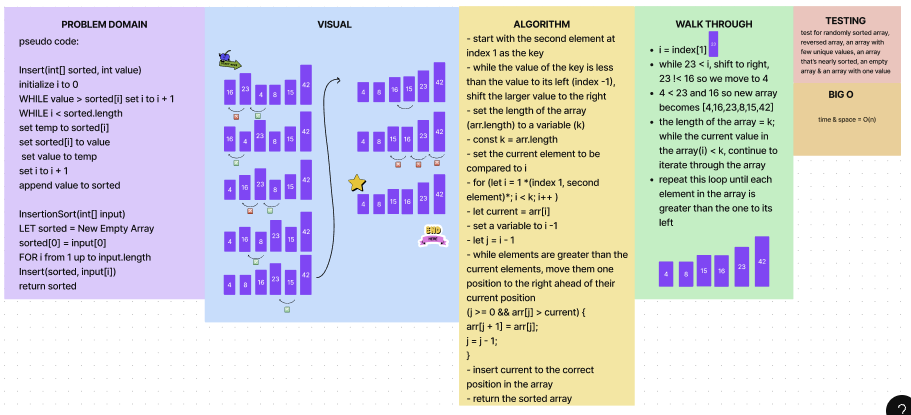 PROBLEM DOMAIN
pseudo code:
Insert(int[] sorted, int value)
initialize i to 0
WHILE value > sorted[i] set i to i + 1
WHILE i < sorted.length
set temp to sorted[i]
set sorted[i] to value
set value to temp
set i to i + 1
append value to sorted
InsertionSort(int[] input)
LET sorted = New Empty Array
sorted[0] = input[0]
FOR i from 1 up to input.length
Insert(sorted, input[i])
return sorted
VISUAL
16 23 4 8 15 42
16 4 23 8 15 42
4 16 23 8 15 42
4 16 8 23 15 42
4 8 16 23 15 42
4 8 16 15 23 42
4 8 15 16 23 42
4 8 15 16 23 42
END
ALGORITHM
- start with the second element at
index 1 as the key
- while the value of the key is less
than the value to its left (index -1),
shift the larger value to the right
- set the length of the array
(arr.length) to a variable (k)
- const k = arr.length
- set the current element to be
compared to i
- for (let i = 1 *(index 1, second
element)*; i < k; i++ )
- let current = arr[i]
- set a variable to i -1
- let j = i - 1
- while elements are greater than the
current elements, move them one
position to the right ahead of their
current position
(j >= 0 && arr[j] > current) {
arr[j + 1] = arr[j];
j = j - 1;
}
- insert current to the correct
position in the array
- return the sorted array
WALK THROUGH
• i = index[1]
• while 23 < i, shift to right,
23 !< 16 so we move to 4
• 4 < 23 and 16 so new array
becomes [4,16,23,8,15,42]
• the length of the array = k;
while the current value in
the array(i) < k, continue to
iterate through the array
• repeat this loop until each
element in the array is
greater than the one to its
left
4 8 15 16 23 42
TESTING
test for randomly sorted array,
reversed array, an array with
few unique values, an array
that's nearly sorted, an empty
array & an array with one value
BIG O
time & space = O(n)
?